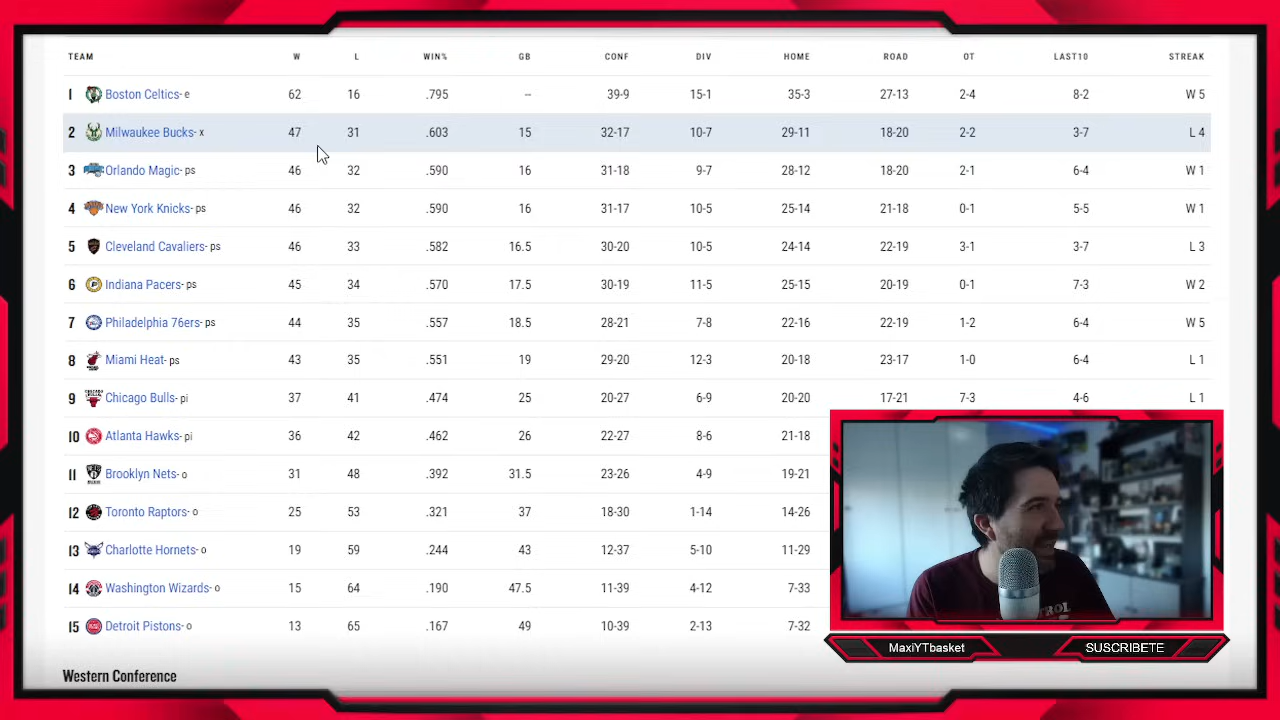 TEAM W L WIN% GB CONF DIV HOME ROAD OT LAST10 STREAK
1 Boston Celtics- e 62 16 .795 -- 39-9 15-1 35-3 27-13 2-4 8-2 W 5
2 Milwaukee Bucks- x 47 31 .603 15 32-17 10-7 29-11 18-20 2-2 3-7 L 4
3 Orlando Magic- ps 46 32 .590 16 31-18 9-7 28-12 18-20 2-1 6-4 W 1
4 New York Knicks- ps 46 32 .590 16 31-17 10-5 25-14 21-18 0-1 5-5 W 1
5 Cleveland Cavaliers- ps 46 33 .582 16.5 30-20 10-5 24-14 22-19 3-1 3-7 L 3
6 Indiana Pacers- ps 45 34 .570 17.5 30-19 11-5 25-15 20-19 0-1 7-3 W 2
7 Philadelphia 76ers- ps 44 35 .557 18.5 28-21 7-8 22-16 22-19 1-2 6-4 W 5
8 Miami Heat- ps 43 35 .551 19 29-20 12-3 20-18 23-17 1-0 6-4 L 1
9 Chicago Bulls- pi 37 41 .474 25 20-27 6-9 20-20 17-21 7-3 4-6 L 1
10 Atlanta Hawks- pi 36 42 .462 26 22-27 8-6 21-18
11 Brooklyn Nets- o 31 48 .392 31.5 23-26 4-9 19-21
12 Toronto Raptors- o 25 53 .321 37 18-30 1-14 14-26
13 Charlotte Hornets- o 19 59 .244 43 12-37 5-10 11-29
14 Washington Wizards- o 15 64 .190 47.5 11-39 4-12 7-33
15 Detroit Pistons- o 13 65 .167 49 10-39 2-13 7-32
Western Conference
MaxiYTbasket
SUSCRIBETE